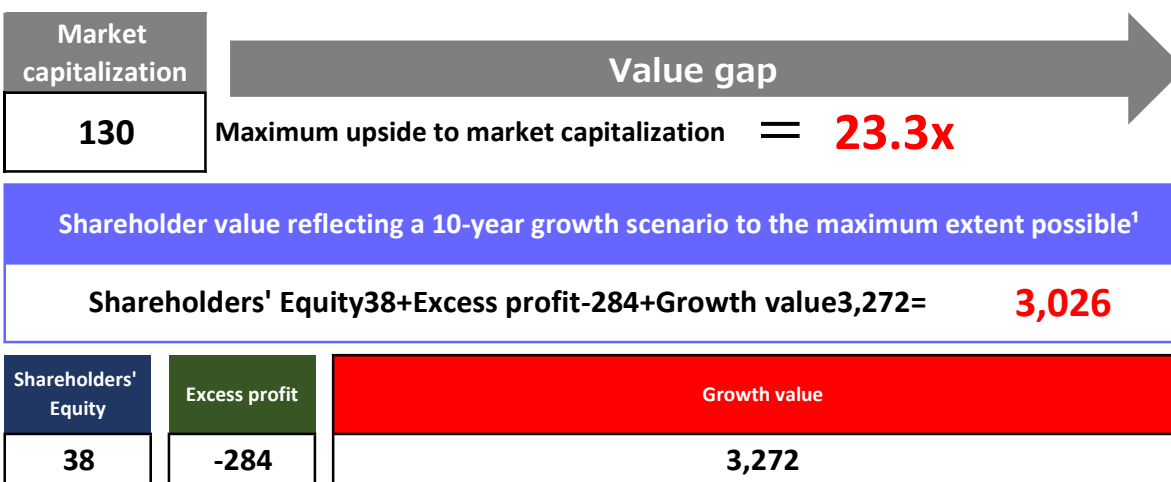 Market
capitalization
Value gap
130
Maximum upside to market capitalization = 23.3x
Shareholder value reflecting a 10-year growth scenario to the maximum extent possible¹
Shareholders' Equity38+Excess profit-284+Growth value3,272= 3,026
Shareholders'
Equity
Excess profit
Growth value
38
-284
3,272